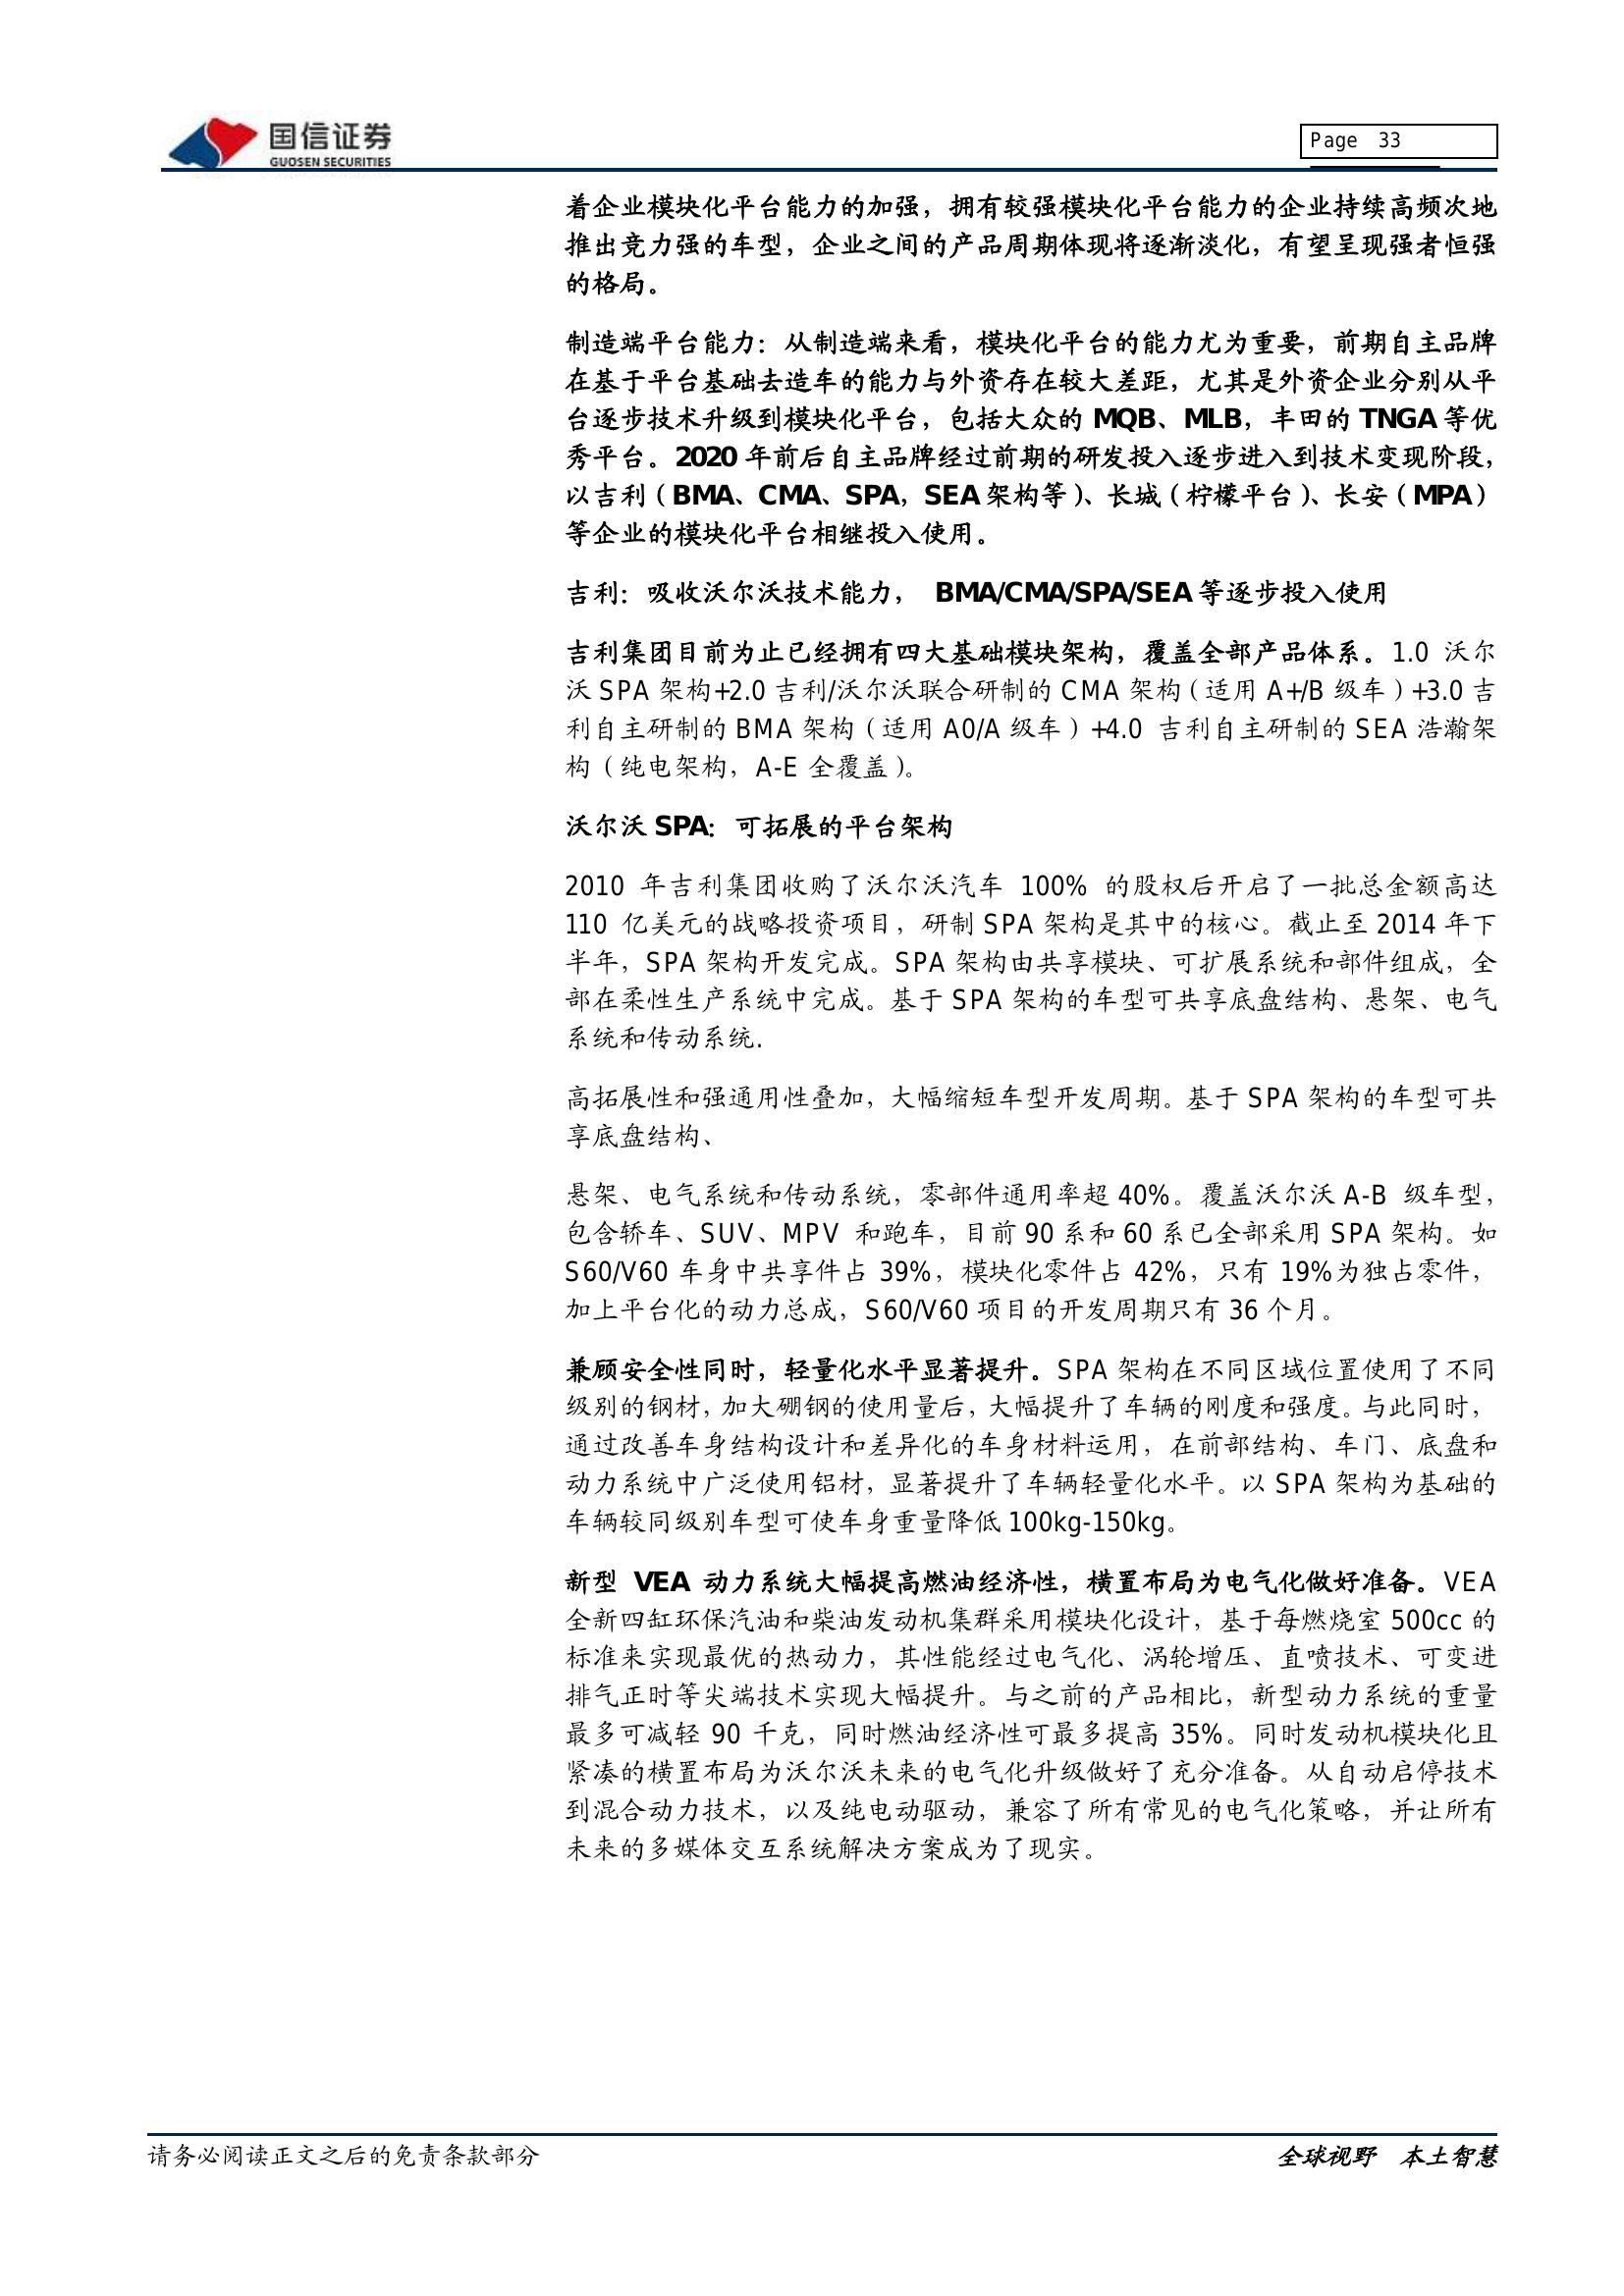 国信证券
GUOSEN SECURITIES
Page 33
着企业模块化平台能力的加强，拥有较强模块化平台能力的企业持续高频次地
推出竞力强的车型，企业之间的产品周期体现将逐渐淡化，有望呈现强者恒强
的格局。
制造端平台能力：从制造端来看，模块化平台的能力尤为重要，前期自主品牌
在基于平台基础去造车的能力与外资存在较大差距，尤其是外资企业分别从平
台逐步技术升级到模块化平台，包括大众的 MQB、MLB，丰田的 TNGA 等优
秀平台。2020 年前后自主品牌经过前期的研发投入逐步进入到技术变现阶段，
以吉利（BMA、CMA、SPA，SEA 架构等）、长城（柠檬平台）、长安（MPA）
等企业的模块化平台相继投入使用。
吉利：吸收沃尔沃技术能力， BMA/CMA/SPA/SEA 等逐步投入使用
吉利集团目前为止已经拥有四大基础模块架构，覆盖全部产品体系。1.0 沃尔
沃 SPA 架构+2.0 吉利/沃尔沃联合研制的 CMA 架构（适用 A+/B 级车）+3.0 吉
利自主研制的 BMA 架构（适用 A0/A 级车）+4.0 吉利自主研制的 SEA 浩瀚架
构（纯电架构，A-E 全覆盖）。
沃尔沃 SPA：可拓展的平台架构
2010 年吉利集团收购了沃尔沃汽车 100% 的股权后开启了一批总金额高达
110 亿美元的战略投资项目，研制 SPA 架构是其中的核心。截止至 2014 年下
半年，SPA 架构开发完成。SPA 架构由共享模块、可扩展系统和部件组成，全
部在柔性生产系统中完成。基于 SPA 架构的车型可共享底盘结构、悬架、电气
系统和传动系统.
高拓展性和强通用性叠加，大幅缩短车型开发周期。基于 SPA 架构的车型可共
享底盘结构、
悬架、电气系统和传动系统，零部件通用率超 40%。覆盖沃尔沃 A-B 级车型，
包含轿车、SUV、MPV 和跑车，目前 90 系和 60 系已全部采用 SPA 架构。如
S60/V60 车身中共享件占 39%，模块化零件占 42%，只有 19%为独占零件，
加上平台化的动力总成，S60/V60 项目的开发周期只有 36 个月。
兼顾安全性同时，轻量化水平显著提升。SPA 架构在不同区域位置使用了不同
级别的钢材，加大硼钢的使用量后，大幅提升了车辆的刚度和强度。与此同时，
通过改善车身结构设计和差异化的车身材料运用，在前部结构、车门、底盘和
动力系统中广泛使用铝材，显著提升了车辆轻量化水平。以 SPA 架构为基础的
车辆较同级别车型可使车身重量降低 100kg-150kg。
新型 VEA 动力系统大幅提高燃油经济性，横置布局为电气化做好准备。VEA
全新四缸环保汽油和柴油发动机集群采用模块化设计，基于每燃烧室 500cc 的
标准来实现最优的热动力，其性能经过电气化、涡轮增压、直喷技术、可变进
排气正时等尖端技术实现大幅提升。与之前的产品相比，新型动力系统的重量
最多可减轻 90 千克，同时燃油经济性可最多提高 35%。同时发动机模块化且
紧凑的横置布局为沃尔沃未来的电气化升级做好了充分准备。从自动启停技术
到混合动力技术，以及纯电动驱动，兼容了所有常见的电气化策略，并让所有
未来的多媒体交互系统解决方案成为了现实。
请务必阅读正文之后的免责条款部分
全球视野 本土智慧